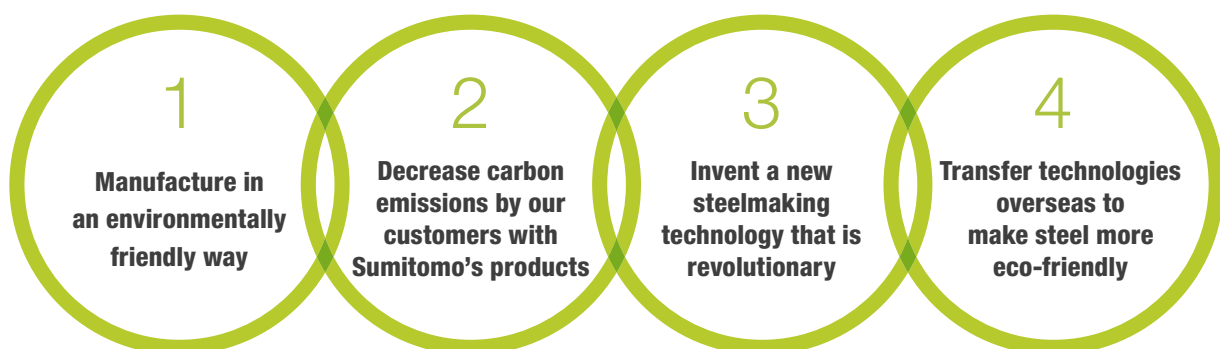 1
Manufacture in
an environmentally
friendly way
2
Decrease carbon
emissions by our
customers with
Sumitomo’s products
3
Invent a new
steelmaking
technology that is
revolutionary
4
Transfer technologies
overseas to
make steel more
eco-friendly